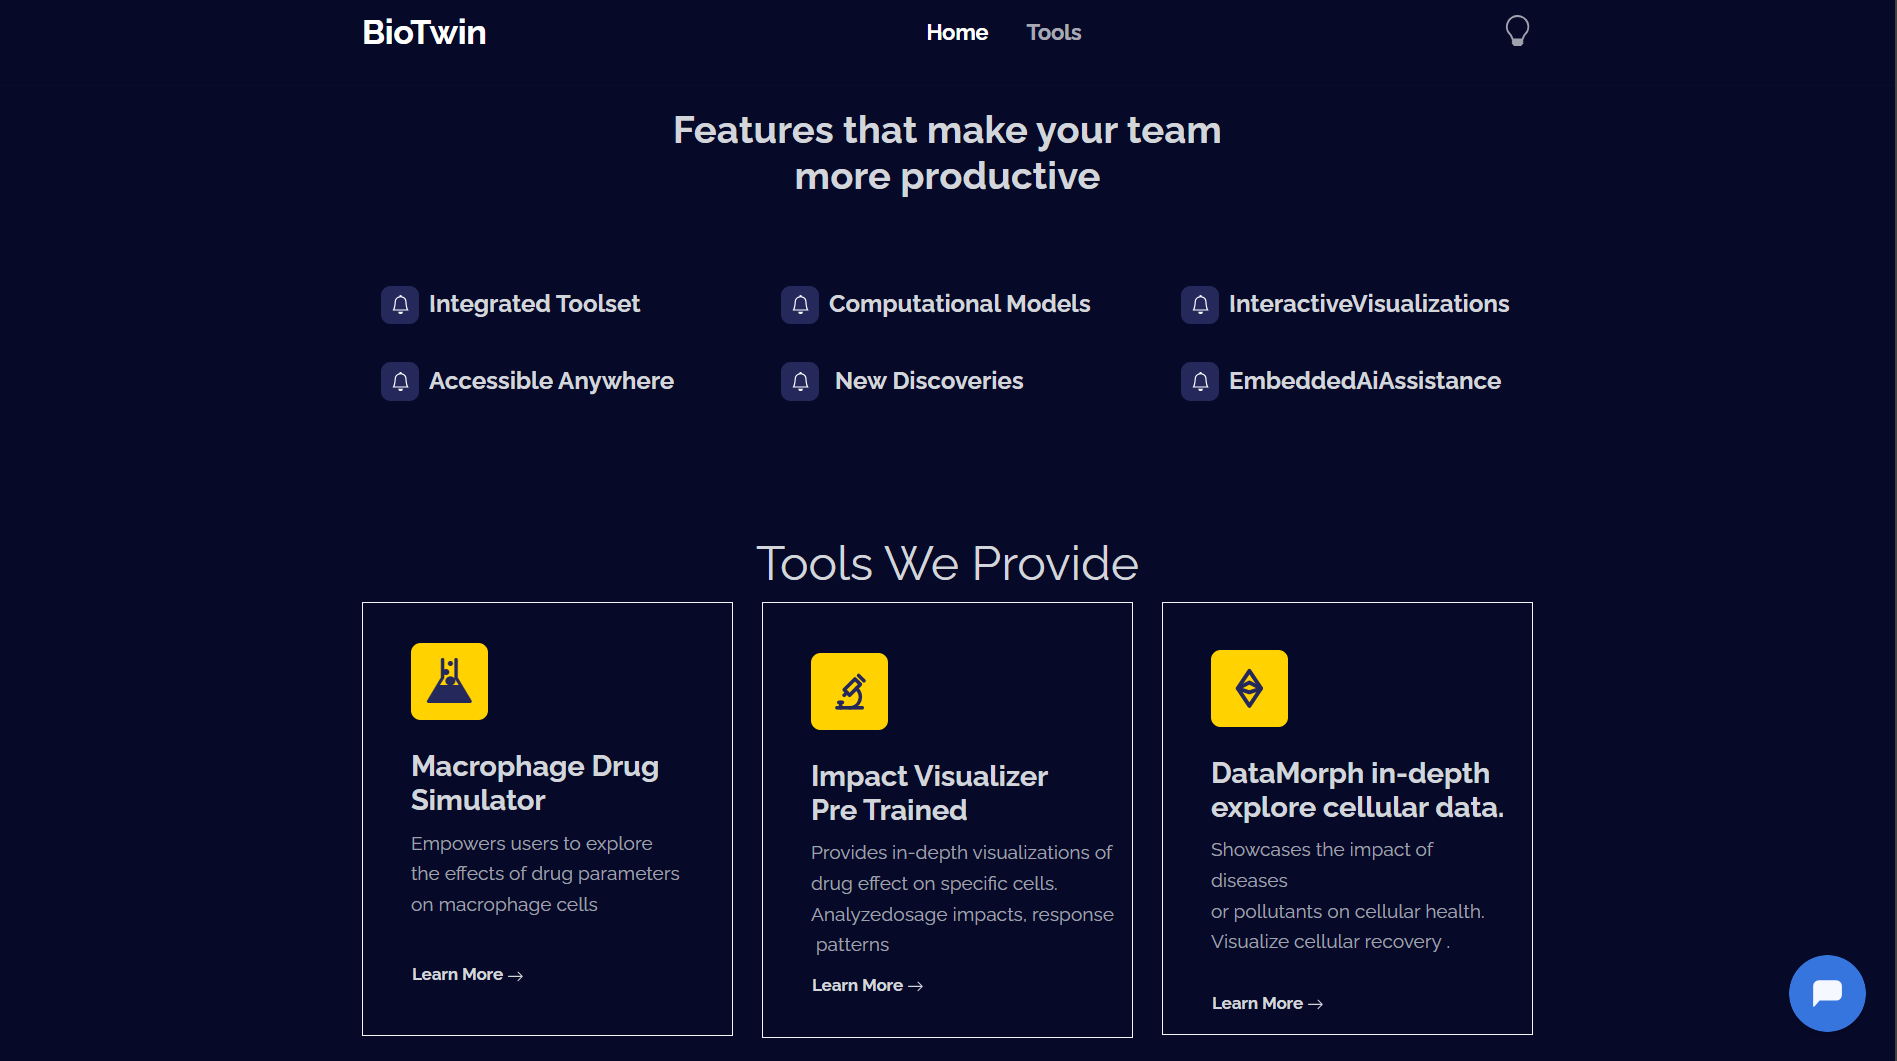 BioTwin
Home
Tools
Features that make your team
more productive
Integrated Toolset
Computational Models
InteractiveVisualizations
Accessible Anywhere
New Discoveries
EmbeddedAiAssistance
Tools We Provide
Macrophage Drug
Simulator
Empowers users to explore
the effects of drug parameters
on macrophage cells
Learn More →
Impact Visualizer
Pre Trained
Provides in-depth visualizations of
drug effect on specific cells.
Analyzedosage impacts, response
patterns
Learn More →
DataMorph in-depth
explore cellular data.
Showcases the impact of
diseases
or pollutants on cellular health.
Visualize cellular recovery .
Learn More →